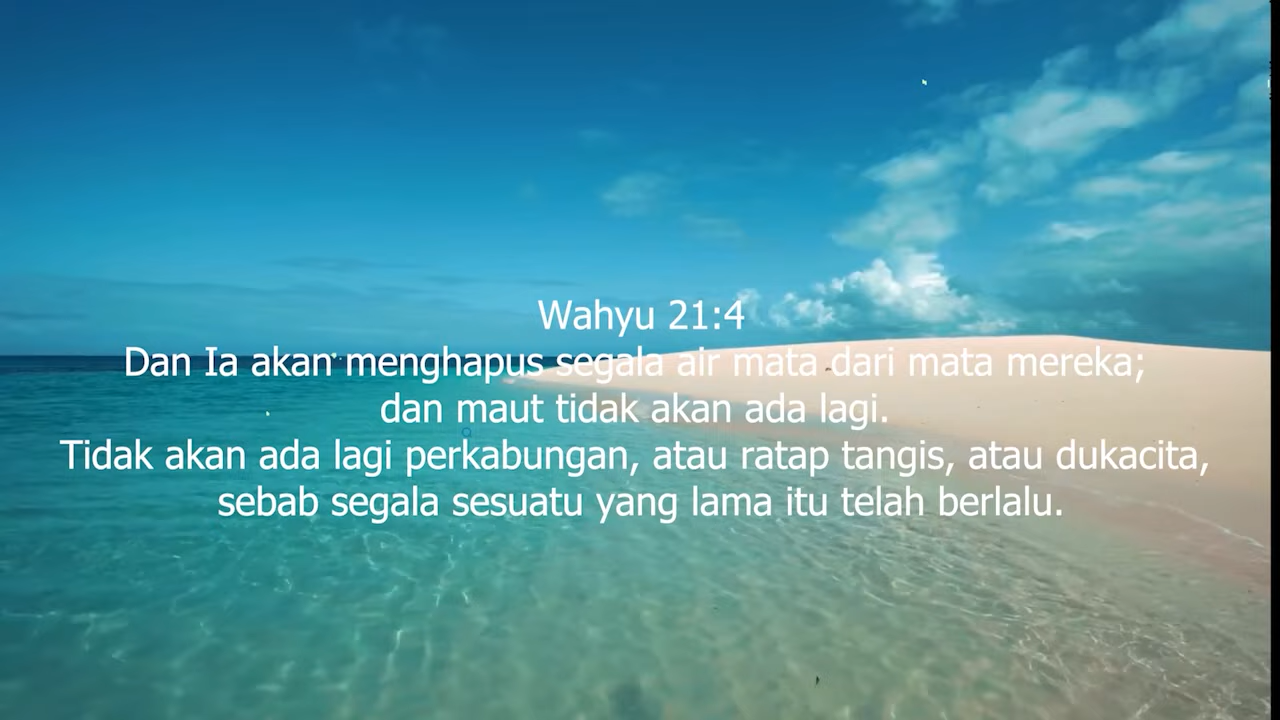 Wahyu 21:4
Dan Ia akan menghapus segala air mata dari mata mereka;
dan maut tidak akan ada lagi.
Tidak akan ada lagi perkabungan, atau ratap tangis, atau dukacita,
sebab segala sesuatu yang lama itu telah berlalu.